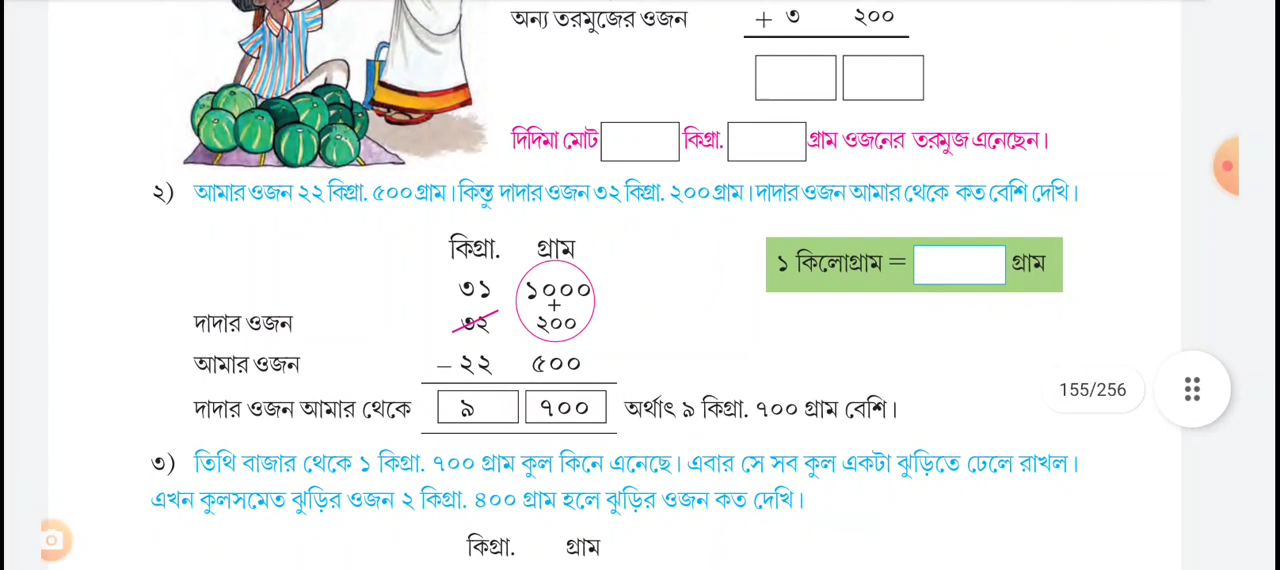 অন্য তরমুজের ওজন + ৩ ২০০
দিদিমা মোট কিগ্রা. গ্রাম ওজনের তরমুজ এনেছেন।
২) আমার ওজন ২২ কিগ্রা. ৫০০ গ্রাম। কিন্তু দাদার ওজন ৩২ কিগ্রা. ২০০ গ্রাম। দাদার ওজন আমার থেকে কত বেশি দেখি।
কিগ্রা. গ্রাম
১ কিলোগ্রাম = গ্রাম
৩১ ১০০০
+
দাদার ওজন ৩২ ২০০
আমার ওজন – ২২ ৫০০
দাদার ওজন আমার থেকে ৯ ৭০০ অর্থাৎ ৯ কিগ্রা. ৭০০ গ্রাম বেশি।
155/256
৩) তিথি বাজার থেকে ১ কিগ্রা. ৭০০ গ্রাম কুল কিনে এনেছে। এবার সে সব কুল একটা ঝুড়িতে ঢেলে রাখল।
এখন কুলসমেত ঝুড়ির ওজন ২ কিগ্রা. ৪০০ গ্রাম হলে ঝুড়ির ওজন কত দেখি।
কিগ্রা. গ্রাম